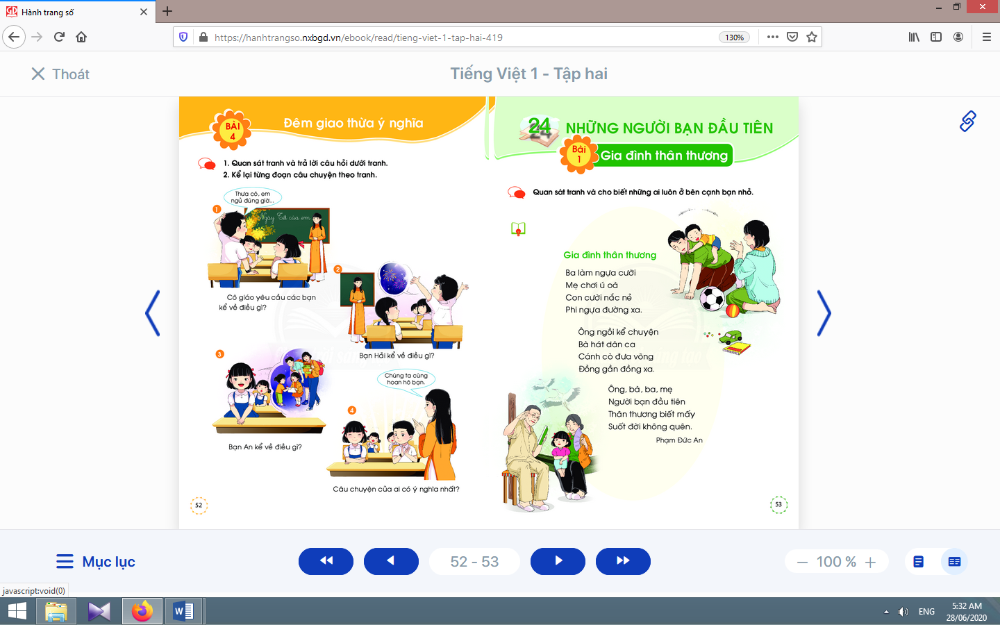 Hành trang số
https://hanhtrangso.nxbgd.vn/ebook/read/tieng-viet-1-tap-hai-419
130%
Thoát
Tiếng Việt 1 - Tập hai
BÀI
4
Đêm giao thừa ý nghĩa
1. Quan sát tranh và trả lời câu hỏi dưới tranh.
2. Kể lại từng đoạn câu chuyện theo tranh.
Thưa cô, em
ngủ đúng giờ...
1
Ngày Tết của em
Cô giáo yêu cầu các bạn
kể về điều gì?
2
Bạn Hải kể về điều gì?
3
Bạn An kể về điều gì?
Chúng ta cùng
hoan hô bạn.
4
Câu chuyện của ai có ý nghĩa nhất?
52
24
NHỮNG NGƯỜI BẠN ĐẦU TIÊN
Bài
1
Gia đình thân thương
Quan sát tranh và cho biết những ai luôn ở bên cạnh bạn nhỏ.
Gia đình thân thương
Ba làm ngựa cưỡi
Mẹ chơi ú oà
Con cười nắc nẻ
Phi ngựa đường xa.
Ông ngồi kể chuyện
Bà hát dân ca
Cánh cò đưa võng
Đồng gần đồng xa.
Ông, bà, ba, mẹ
Người bạn đầu tiên
Thân thương biết mấy
Suốt đời không quên.
Phạm Đức An
53
Mục lục
52 - 53
100 %
javascript:void(0)
ENG
5:32 AM
28/06/2020